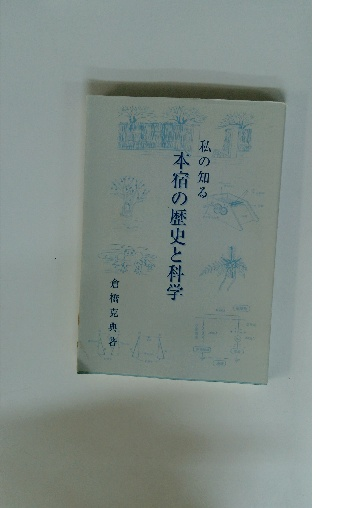 私の知る
本宿の歴史と科学
倉橋克典著